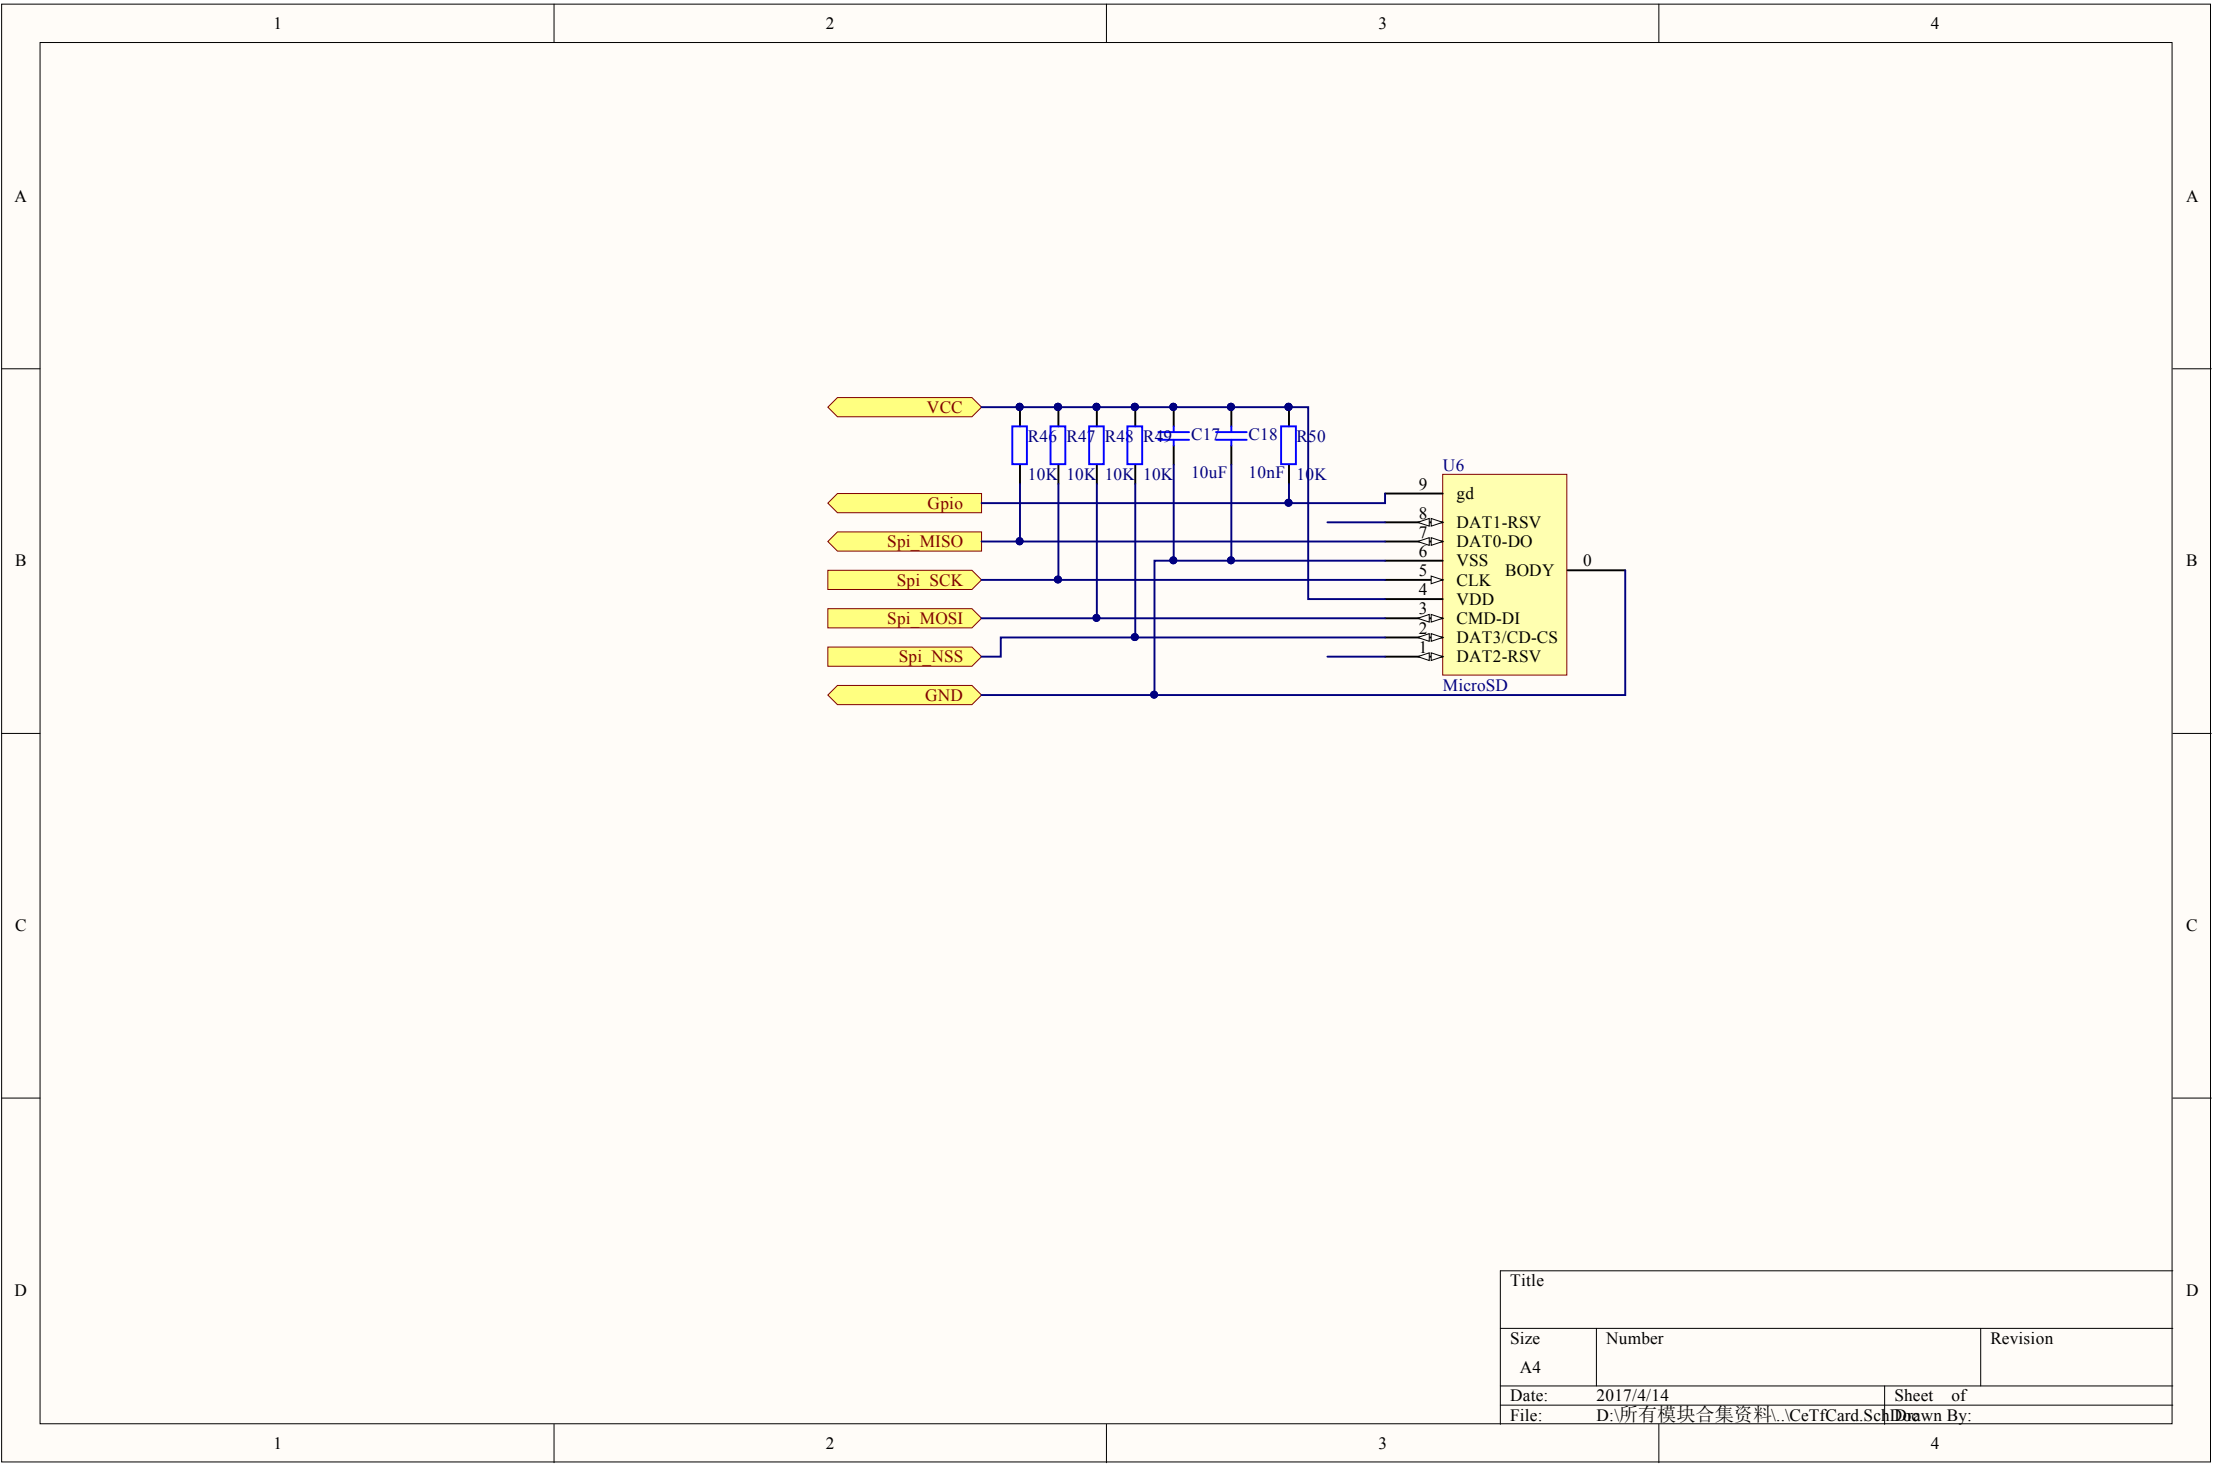 1 2 3 4
A A
VCC
R46 R47 R48 R49 C17 C18 R50
10K 10K 10K 10K 10uF 10nF 10K
U6
Gpio 9 gd
8 DAT1-RSV
Spi_MISO 7 DAT0-DO
B 6 VSS 0 B
BODY
Spi_SCK 5 CLK
4 VDD
Spi_MOSI 3 CMD-DI
2 DAT3/CD-CS
Spi_NSS 1 DAT2-RSV
GND MicroSD
C C
D D
Title
Size Number Revision
A4
Date: 2017/4/14 Sheet of
File: D:\所有模块合集资料\..\CeTfCard.SchDoc Drawn By:
1 2 3 4